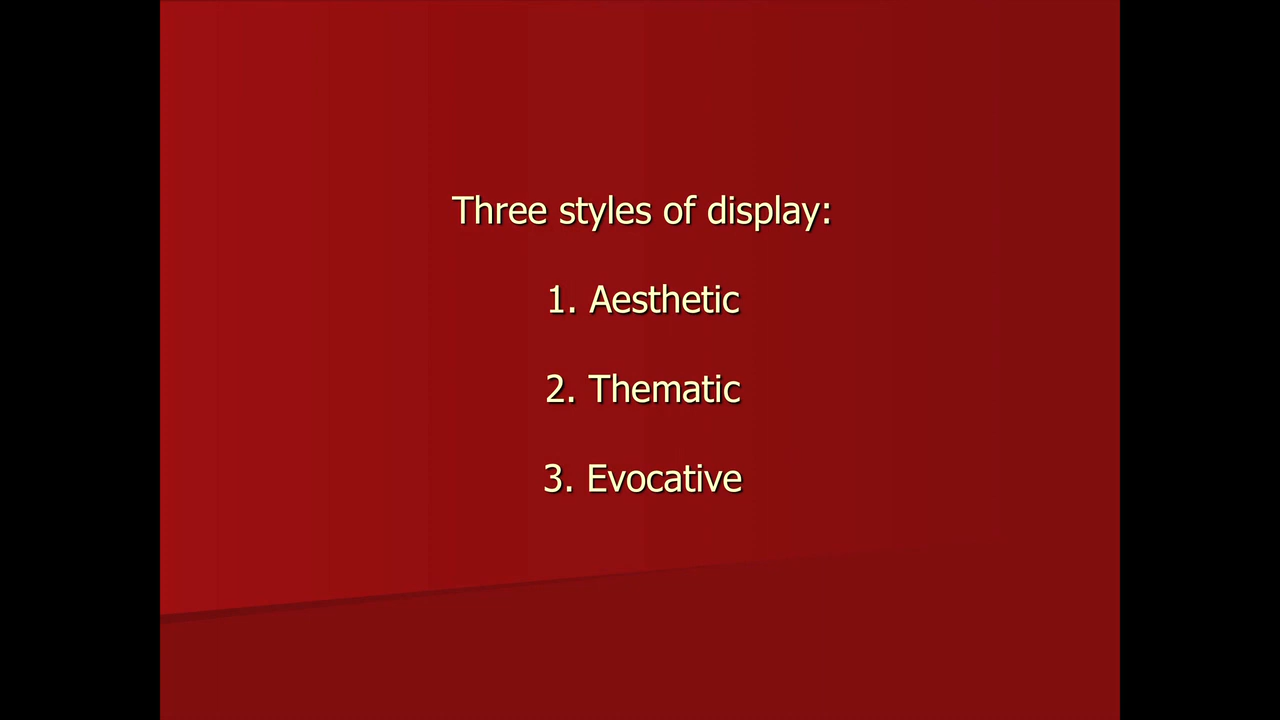 Three styles of display:
1. Aesthetic
2. Thematic
3. Evocative